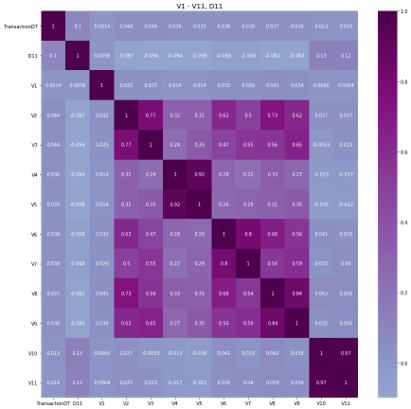 V1 - V11, D11
TransactionDT 1 0.1 0.0014 0.044 0.044 0.036 0.033 0.038 0.038 0.037 0.036 0.013 0.016
D11 0.1 1 0.0058 -0.087 -0.094 -0.094 -0.098 -0.068 -0.068 -0.082 -0.084 0.13 0.12
V1 0.0014 0.0058 1 0.032 0.025 0.014 0.014 0.032 0.026 0.041 0.034 0.0066 0.0064
V2 0.044 -0.087 0.032 1 0.77 0.32 0.31 0.62 0.5 0.73 0.62 0.037 0.037
V3 0.044 -0.094 0.025 0.77 1 0.24 0.35 0.47 0.55 0.56 0.65 -0.0053 0.023
V4 0.036 -0.094 0.014 0.32 0.24 1 0.92 0.28 0.22 0.33 0.27 -0.013 -0.017
V5 0.033 -0.098 0.014 0.31 0.35 0.92 1 0.26 0.29 0.31 0.35 -0.035 -0.022
V6 0.038 -0.068 0.032 0.62 0.47 0.28 0.26 1 0.8 0.68 0.56 0.041 0.039
V7 0.038 -0.068 0.026 0.5 0.55 0.22 0.29 0.8 1 0.54 0.59 0.015 0.04
V8 0.037 -0.082 0.041 0.73 0.56 0.33 0.31 0.68 0.54 1 0.84 0.062 0.058
V9 0.036 -0.084 0.034 0.62 0.65 0.27 0.35 0.56 0.59 0.84 1 0.035 0.056
V10 0.013 0.13 0.0066 0.037 -0.0053 -0.013 -0.035 0.041 0.015 0.062 0.035 1 0.97
V11 0.016 0.12 0.0064 0.037 0.023 -0.017 -0.022 0.039 0.04 0.058 0.056 0.97 1
TransactionDT D11 V1 V2 V3 V4 V5 V6 V7 V8 V9 V10 V11
1.0
0.8
0.6
0.4
0.2
0.0